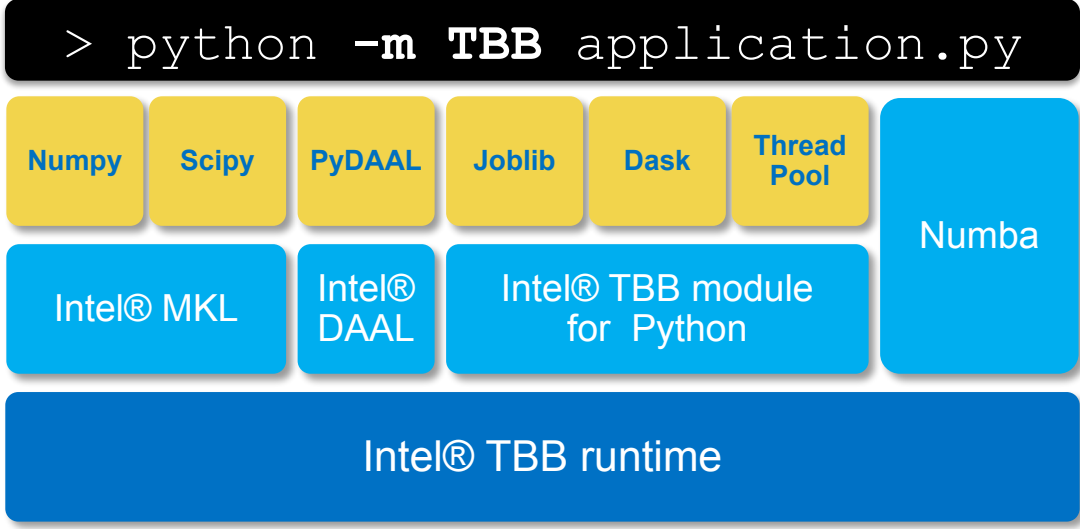 > python -m TBB application.py
Numpy
Scipy
PyDAAL
Joblib
Dask
Thread
Pool
Numba
Intel® MKL
Intel®
DAAL
Intel® TBB module
for Python
Intel® TBB runtime